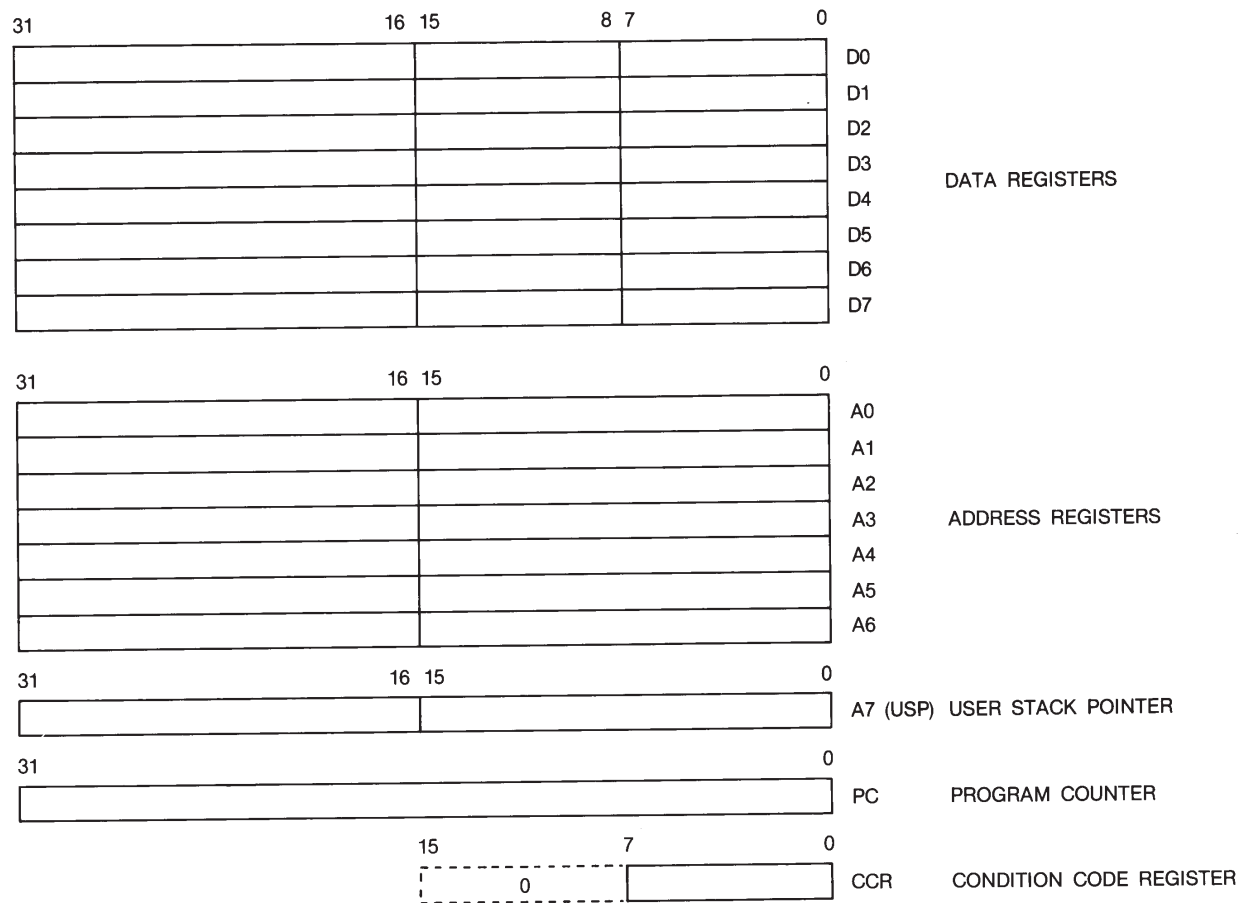 31 16 15 8 7 0
D0
D1
D2
D3
D4
D5
D6
D7
DATA REGISTERS
31 16 15 0
A0
A1
A2
A3
A4
A5
A6
ADDRESS REGISTERS
31 16 15 0
A7 (USP) USER STACK POINTER
31 0
PC PROGRAM COUNTER
15 7 0
0 CCR CONDITION CODE REGISTER